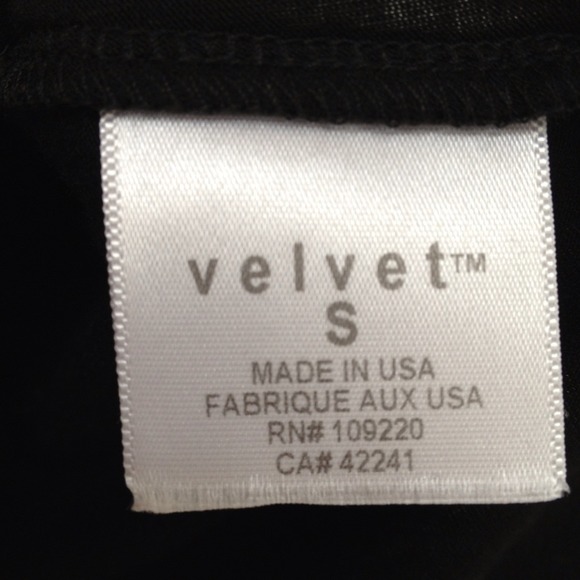 velvet™
S
MADE IN USA
FABRIQUE AUX USA
RN# 109220
CA# 42241